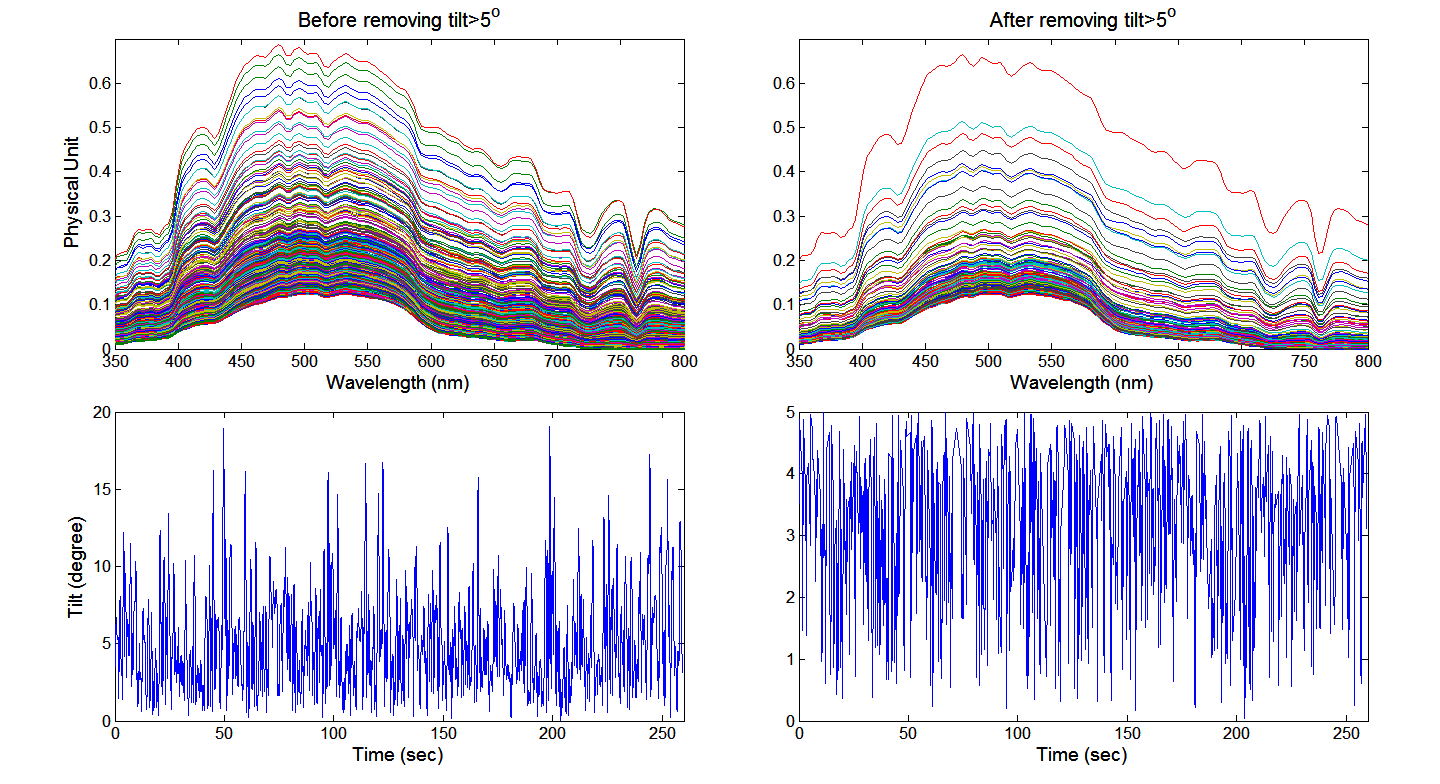 Before removing tilt>5º
After removing tilt>5º
Physical Unit
0.6
0.5
0.4
0.3
0.2
0.1
0
350 400 450 500 550 600 650 700 750 800
Wavelength (nm)
0.6
0.5
0.4
0.3
0.2
0.1
0
350 400 450 500 550 600 650 700 750 800
Wavelength (nm)
Tilt (degree)
20
15
10
5
0
0 50 100 150 200 250
Time (sec)
5
4
3
2
1
0
0 50 100 150 200 250
Time (sec)